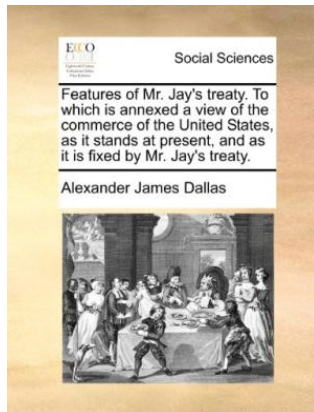 ECCO
Social Sciences
Features of Mr. Jay's treaty. To
which is annexed a view of the
commerce of the United States,
as it stands at present, and as
it is fixed by Mr. Jay's treaty.
Alexander James Dallas